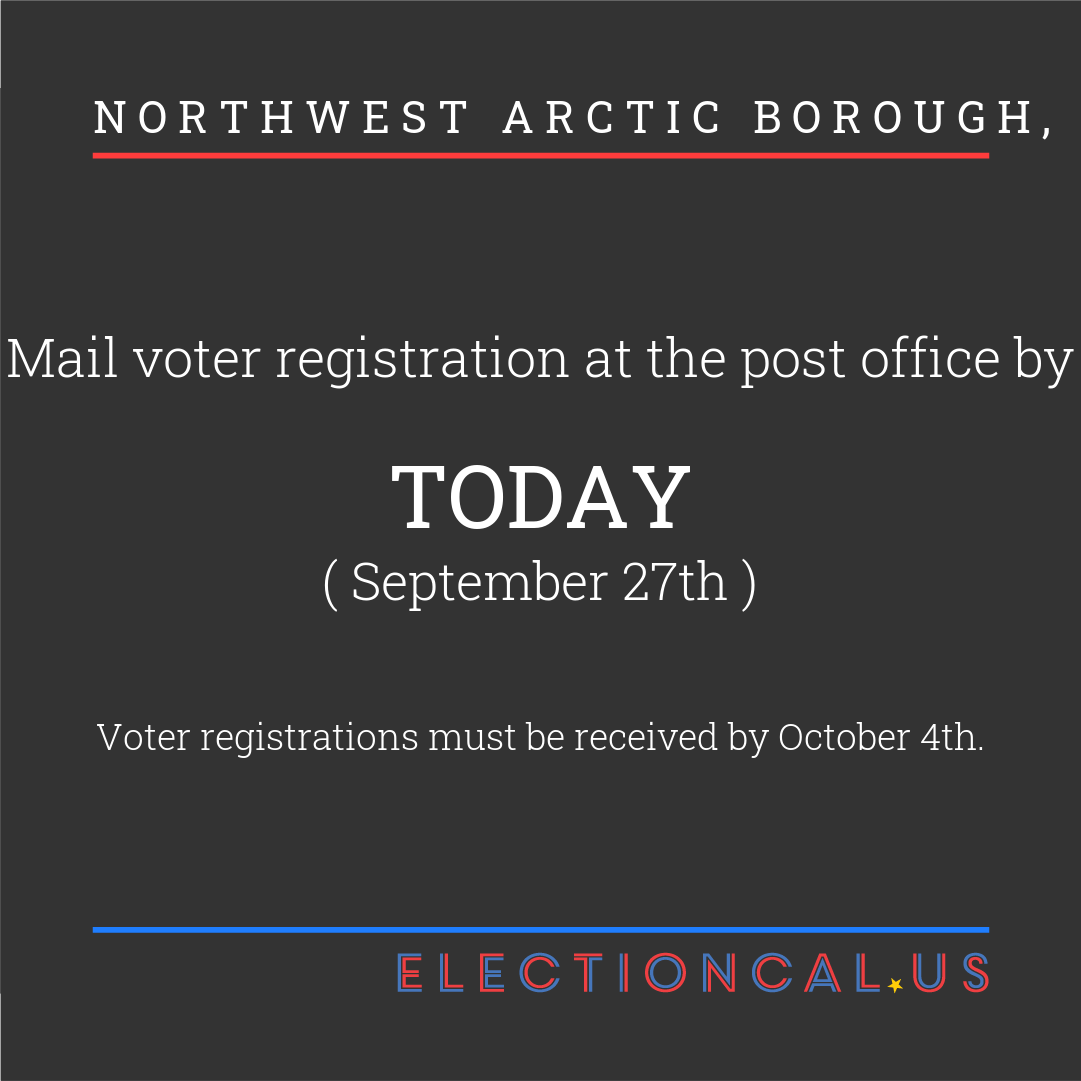 NORTHWEST ARCTIC BOROUGH,
Mail voter registration at the post office by
TODAY
( September 27th )
Voter registrations must be received by October 4th.
ELECTIONCAL.US